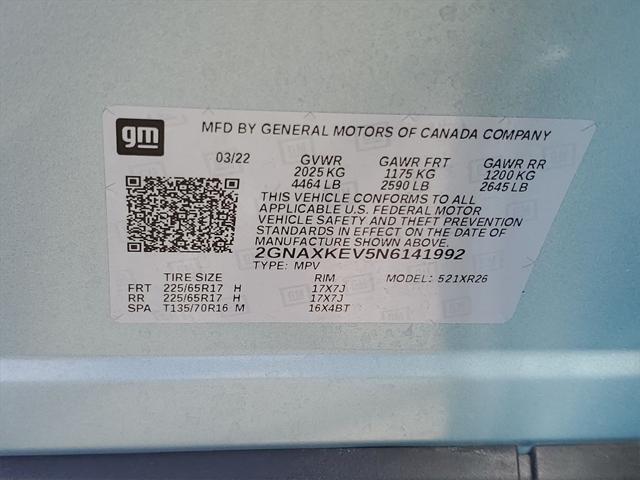 gm
MFD BY GENERAL MOTORS OF CANADA COMPANY
03/22 GVWR GAWR FRT GAWR RR
2025 KG 1175 KG 1200 KG
4464 LB 2590 LB 2645 LB
THIS VEHICLE CONFORMS TO ALL
APPLICABLE U.S. FEDERAL MOTOR
VEHICLE SAFETY AND THEFT PREVENTION
STANDARDS IN EFFECT ON THE DATE OF
MANUFACTURE SHOWN ABOVE.
2GNAXKEV5N6141992
TYPE: MPV
TIRE SIZE RIM MODEL: 521XR26
FRT 225/65R17 H 17X7J
RR 225/65R17 H 17X7J
SPA T135/70R16 M 16X4BT